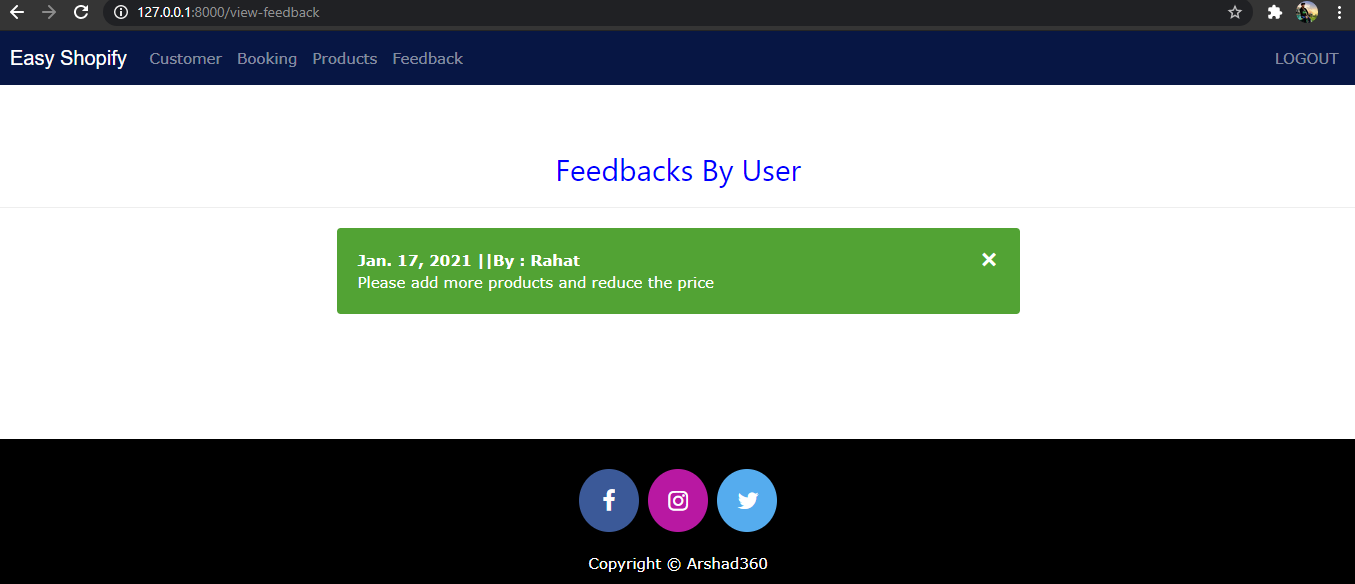 127.0.0.1:8000/view-feedback
Easy Shopify Customer Booking Products Feedback LOGOUT
Feedbacks By User
Jan. 17, 2021 ||By : Rahat
Please add more products and reduce the price
Copyright © Arshad360